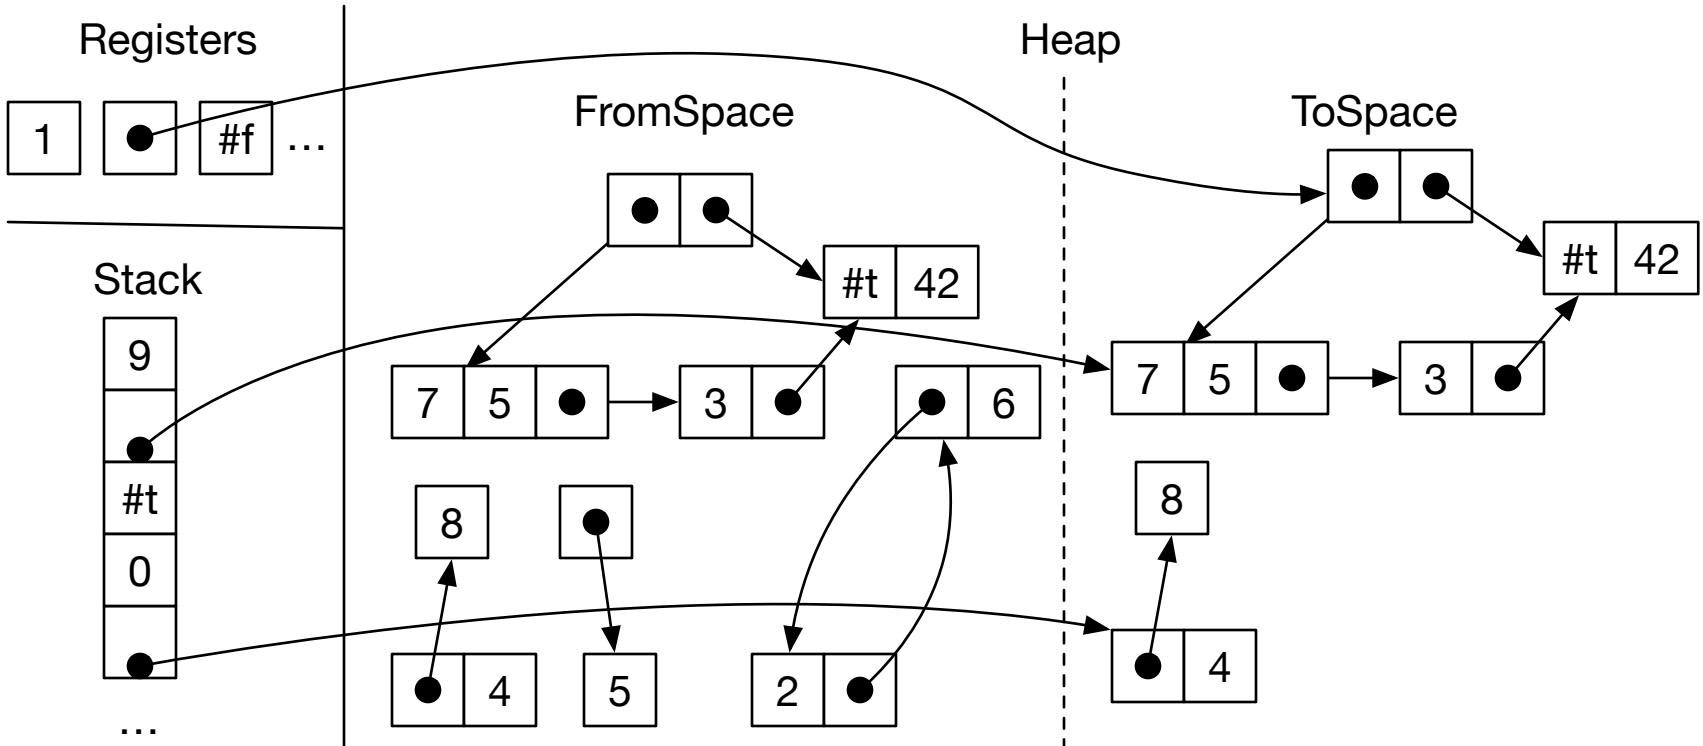 Registers
Heap
1 #f ...
FromSpace
ToSpace
Stack
#t 42
#t 42
9
7 5
3
6
7 5
3
#t
8
8
0
4
5
2
4
...